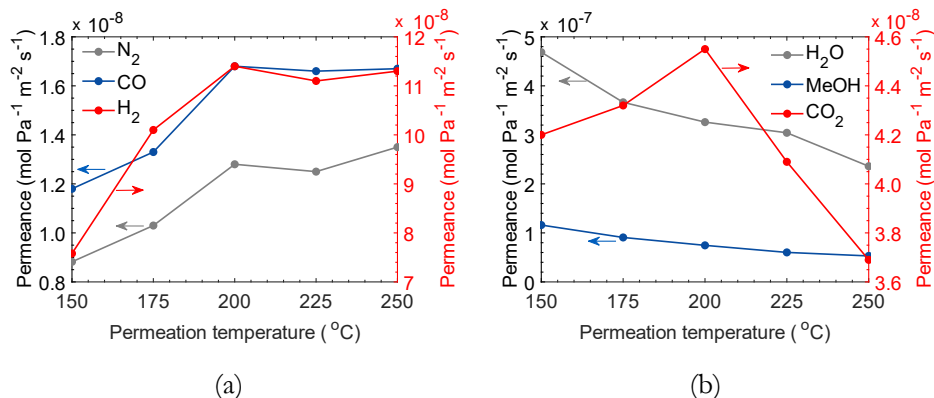 x 10⁻⁸
x 10⁻⁸
1.8
1.6
1.4
1.2
1.0
0.8
Permeance (mol Pa⁻¹ m⁻² s⁻¹)
N₂
CO
H₂
12
11
10
9
8
7
Permeance (mol Pa⁻¹ m⁻² s⁻¹)
150 175 200 225 250
Permeation temperature (°C)
(a)
x 10⁻⁷
x 10⁻⁸
5
4
3
2
1
0
Permeance (mol Pa⁻¹ m⁻² s⁻¹)
H₂O
MeOH
CO₂
4.6
4.4
4.2
4.0
3.8
3.6
Permeance (mol Pa⁻¹ m⁻² s⁻¹)
150 175 200 225 250
Permeation temperature (°C)
(b)